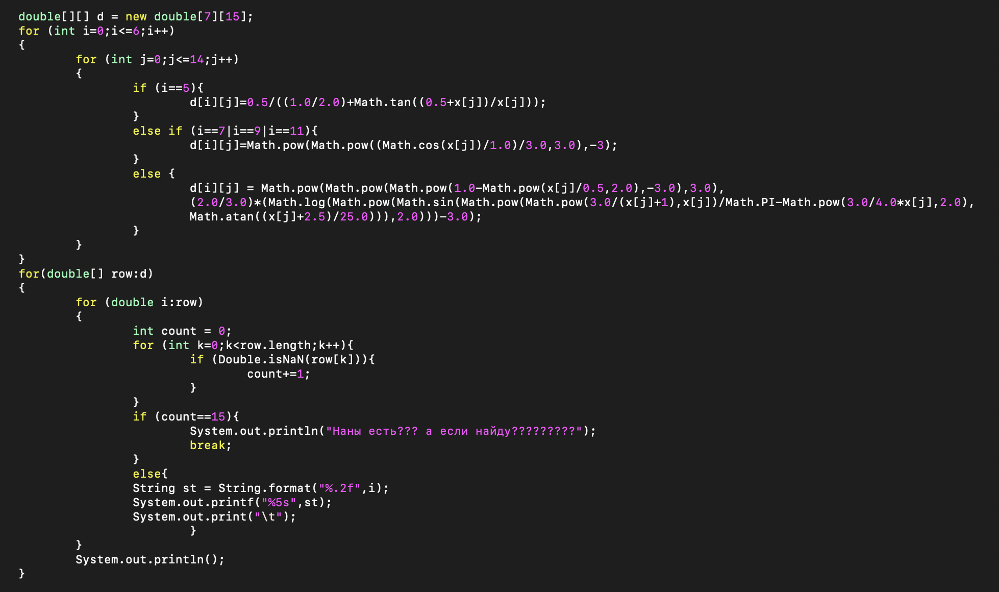 double[][] d = new double[7][15];
for (int i=0;i<=6;i++)
{
for (int j=0;j<=14;j++)
{
if (i==5){
d[i][j]=0.5/((1.0/2.0)+Math.tan((0.5+x[j])/x[j]));
}
else if (i==7|i==9|i==11){
d[i][j]=Math.pow(Math.pow((Math.cos(x[j])/1.0)/3.0,3.0),-3);
}
else {
d[i][j] = Math.pow(Math.pow(Math.pow(1.0-Math.pow(x[j]/0.5,2.0),-3.0),3.0),
(2.0/3.0)*(Math.log(Math.pow(Math.sin(Math.pow(Math.pow(3.0/(x[j]+1),x[j])/Math.PI-Math.pow(3.0/4.0*x[j],2.0),
Math.atan((x[j]+2.5)/25.0))),2.0)))-3.0);
}
}
}
for(double[] row:d)
{
for (double i:row)
{
int count = 0;
for (int k=0;k<row.length;k++){
if (Double.isNaN(row[k])){
count+=1;
}
}
if (count==15){
System.out.println("Наны есть??? а если найду?????????");
break;
}
else{
String st = String.format("%.2f",i);
System.out.printf("%5s",st);
System.out.print("\t");
}
}
System.out.println();
}